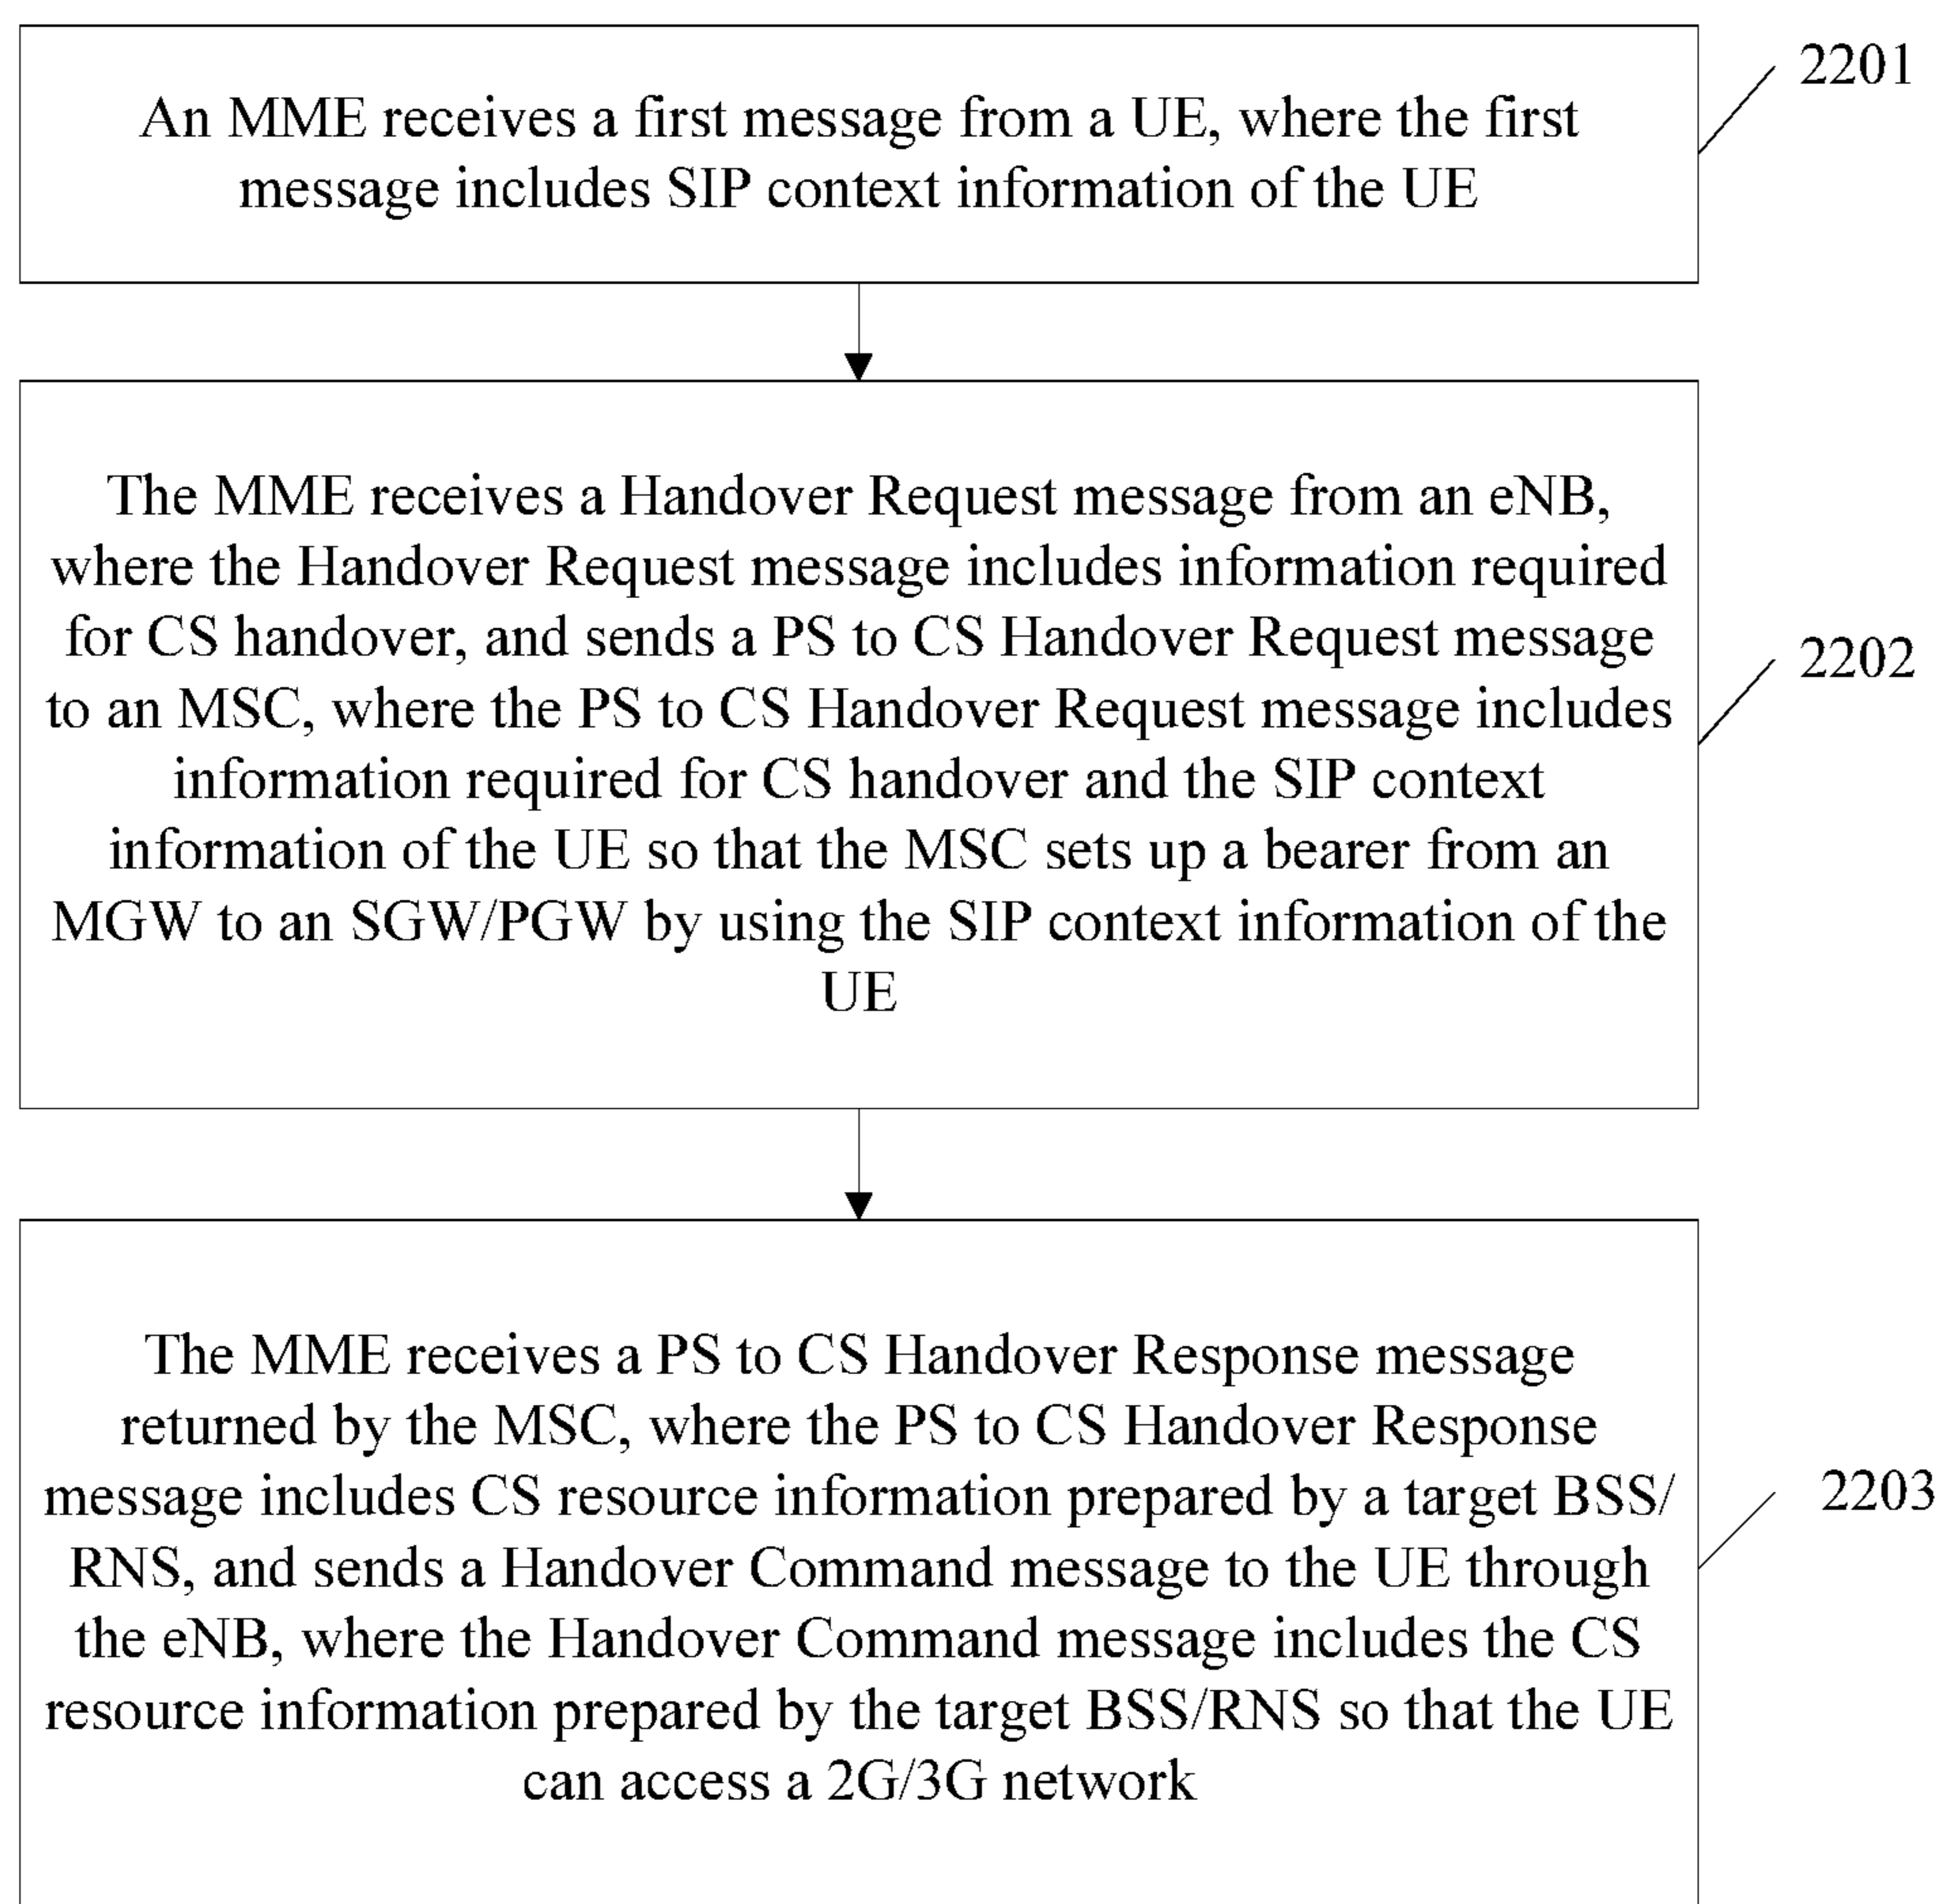 An MME receives a first message from a UE, where the first
message includes SIP context information of the UE
2201
The MME receives a Handover Request message from an eNB,
where the Handover Request message includes information required
for CS handover, and sends a PS to CS Handover Request message
to an MSC, where the PS to CS Handover Request message includes
information required for CS handover and the SIP context
information of the UE so that the MSC sets up a bearer from an
MGW to an SGW/PGW by using the SIP context information of the
UE
2202
The MME receives a PS to CS Handover Response message
returned by the MSC, where the PS to CS Handover Response
message includes CS resource information prepared by a target BSS/
RNS, and sends a Handover Command message to the UE through
the eNB, where the Handover Command message includes the CS
resource information prepared by the target BSS/RNS so that the UE
can access a 2G/3G network
2203